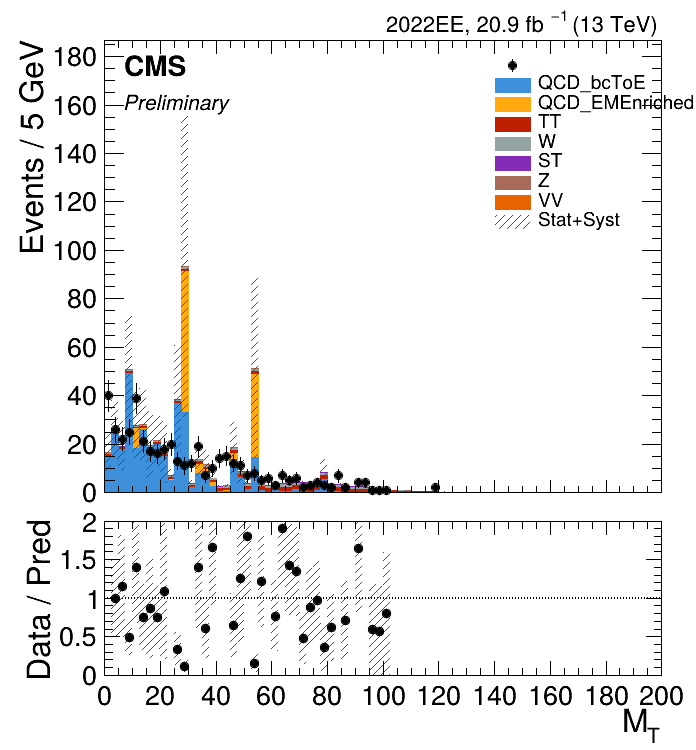 2022EE, 20.9 fb⁻¹ (13 TeV)
CMS
Preliminary
QCD_bcToE
QCD_EMEnriched
TT
W
ST
Z
VV
Stat+Syst
Events / 5 GeV
180
160
140
120
100
80
60
40
20
0
Data / Pred
2
1.5
1
0.5
0
0 20 40 60 80 100 120 140 160 180 200
M_T